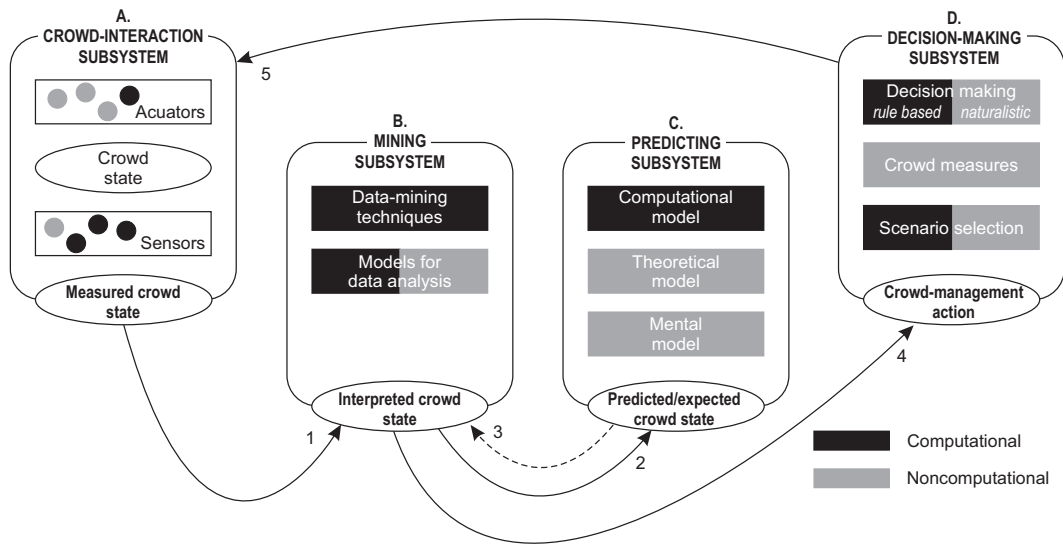 A.
CROWD-INTERACTION
SUBSYSTEM
Acuators
Crowd
state
Sensors
Measured crowd
state
B.
MINING
SUBSYSTEM
Data-mining
techniques
Models for
data analysis
Interpreted crowd
state
C.
PREDICTING
SUBSYSTEM
Computational
model
Theoretical
model
Mental
model
Predicted/expected
crowd state
D.
DECISION-MAKING
SUBSYSTEM
Decision making
rule based naturalistic
Crowd measures
Scenario selection
Crowd-management
action
1
2
3
4
5
Computational
Noncomputational